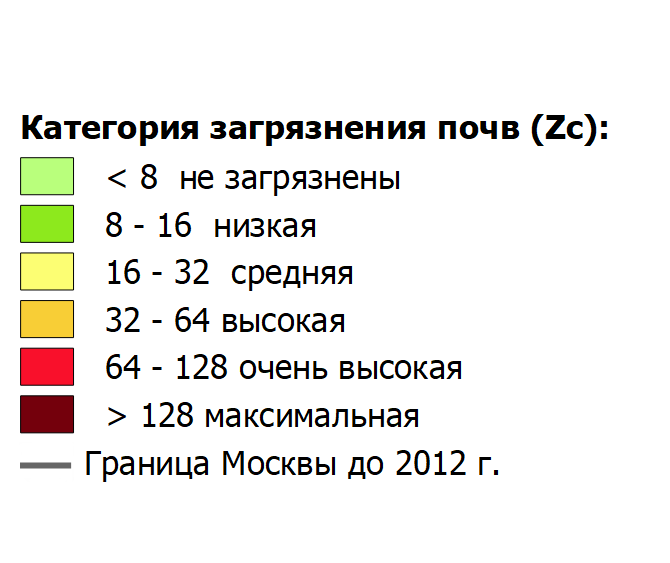 Категория загрязнения почв (Zc):
< 8 не загрязнены
8 - 16 низкая
16 - 32 средняя
32 - 64 высокая
64 - 128 очень высокая
> 128 максимальная
Граница Москвы до 2012 г.